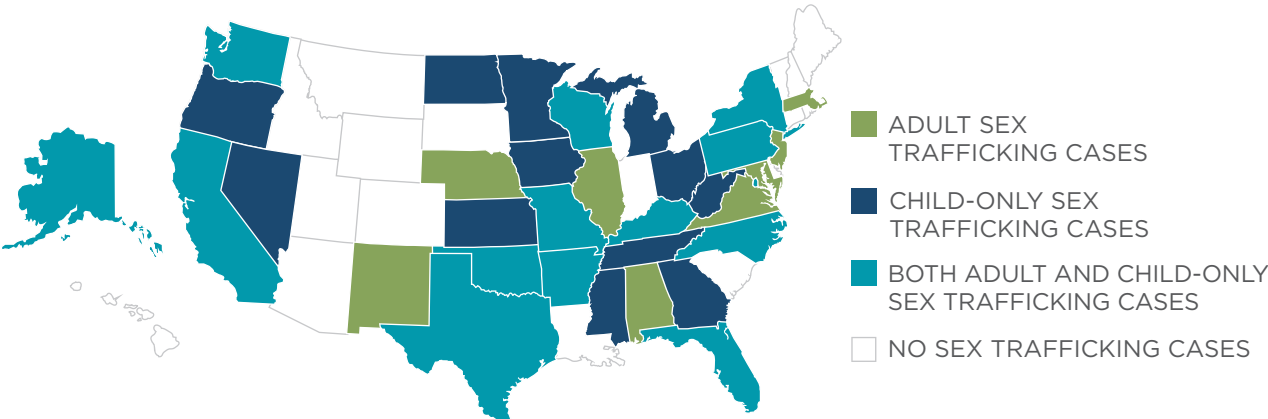 ADULT SEX
TRAFFICKING CASES
CHILD-ONLY SEX
TRAFFICKING CASES
BOTH ADULT AND CHILD-ONLY
SEX TRAFFICKING CASES
NO SEX TRAFFICKING CASES